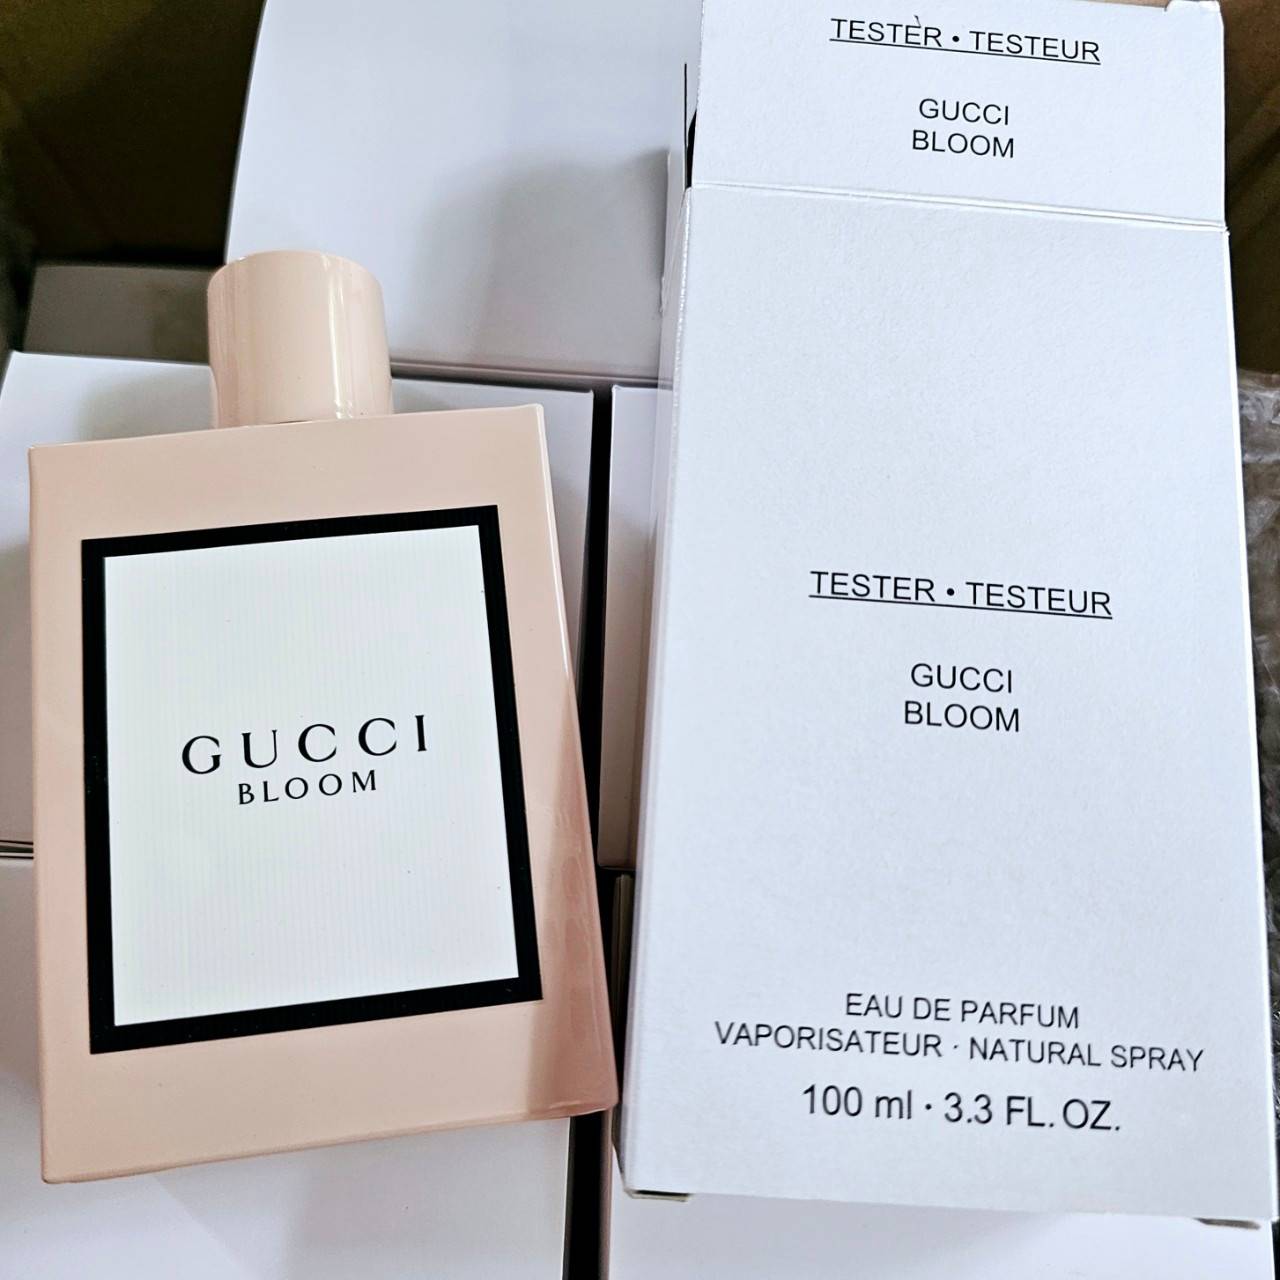 TESTER • TESTEUR
GUCCI
BLOOM
TESTER • TESTEUR
GUCCI
BLOOM
EAU DE PARFUM
VAPORISATEUR · NATURAL SPRAY
100 ml · 3.3 FL. OZ.
GUCCI
BLOOM